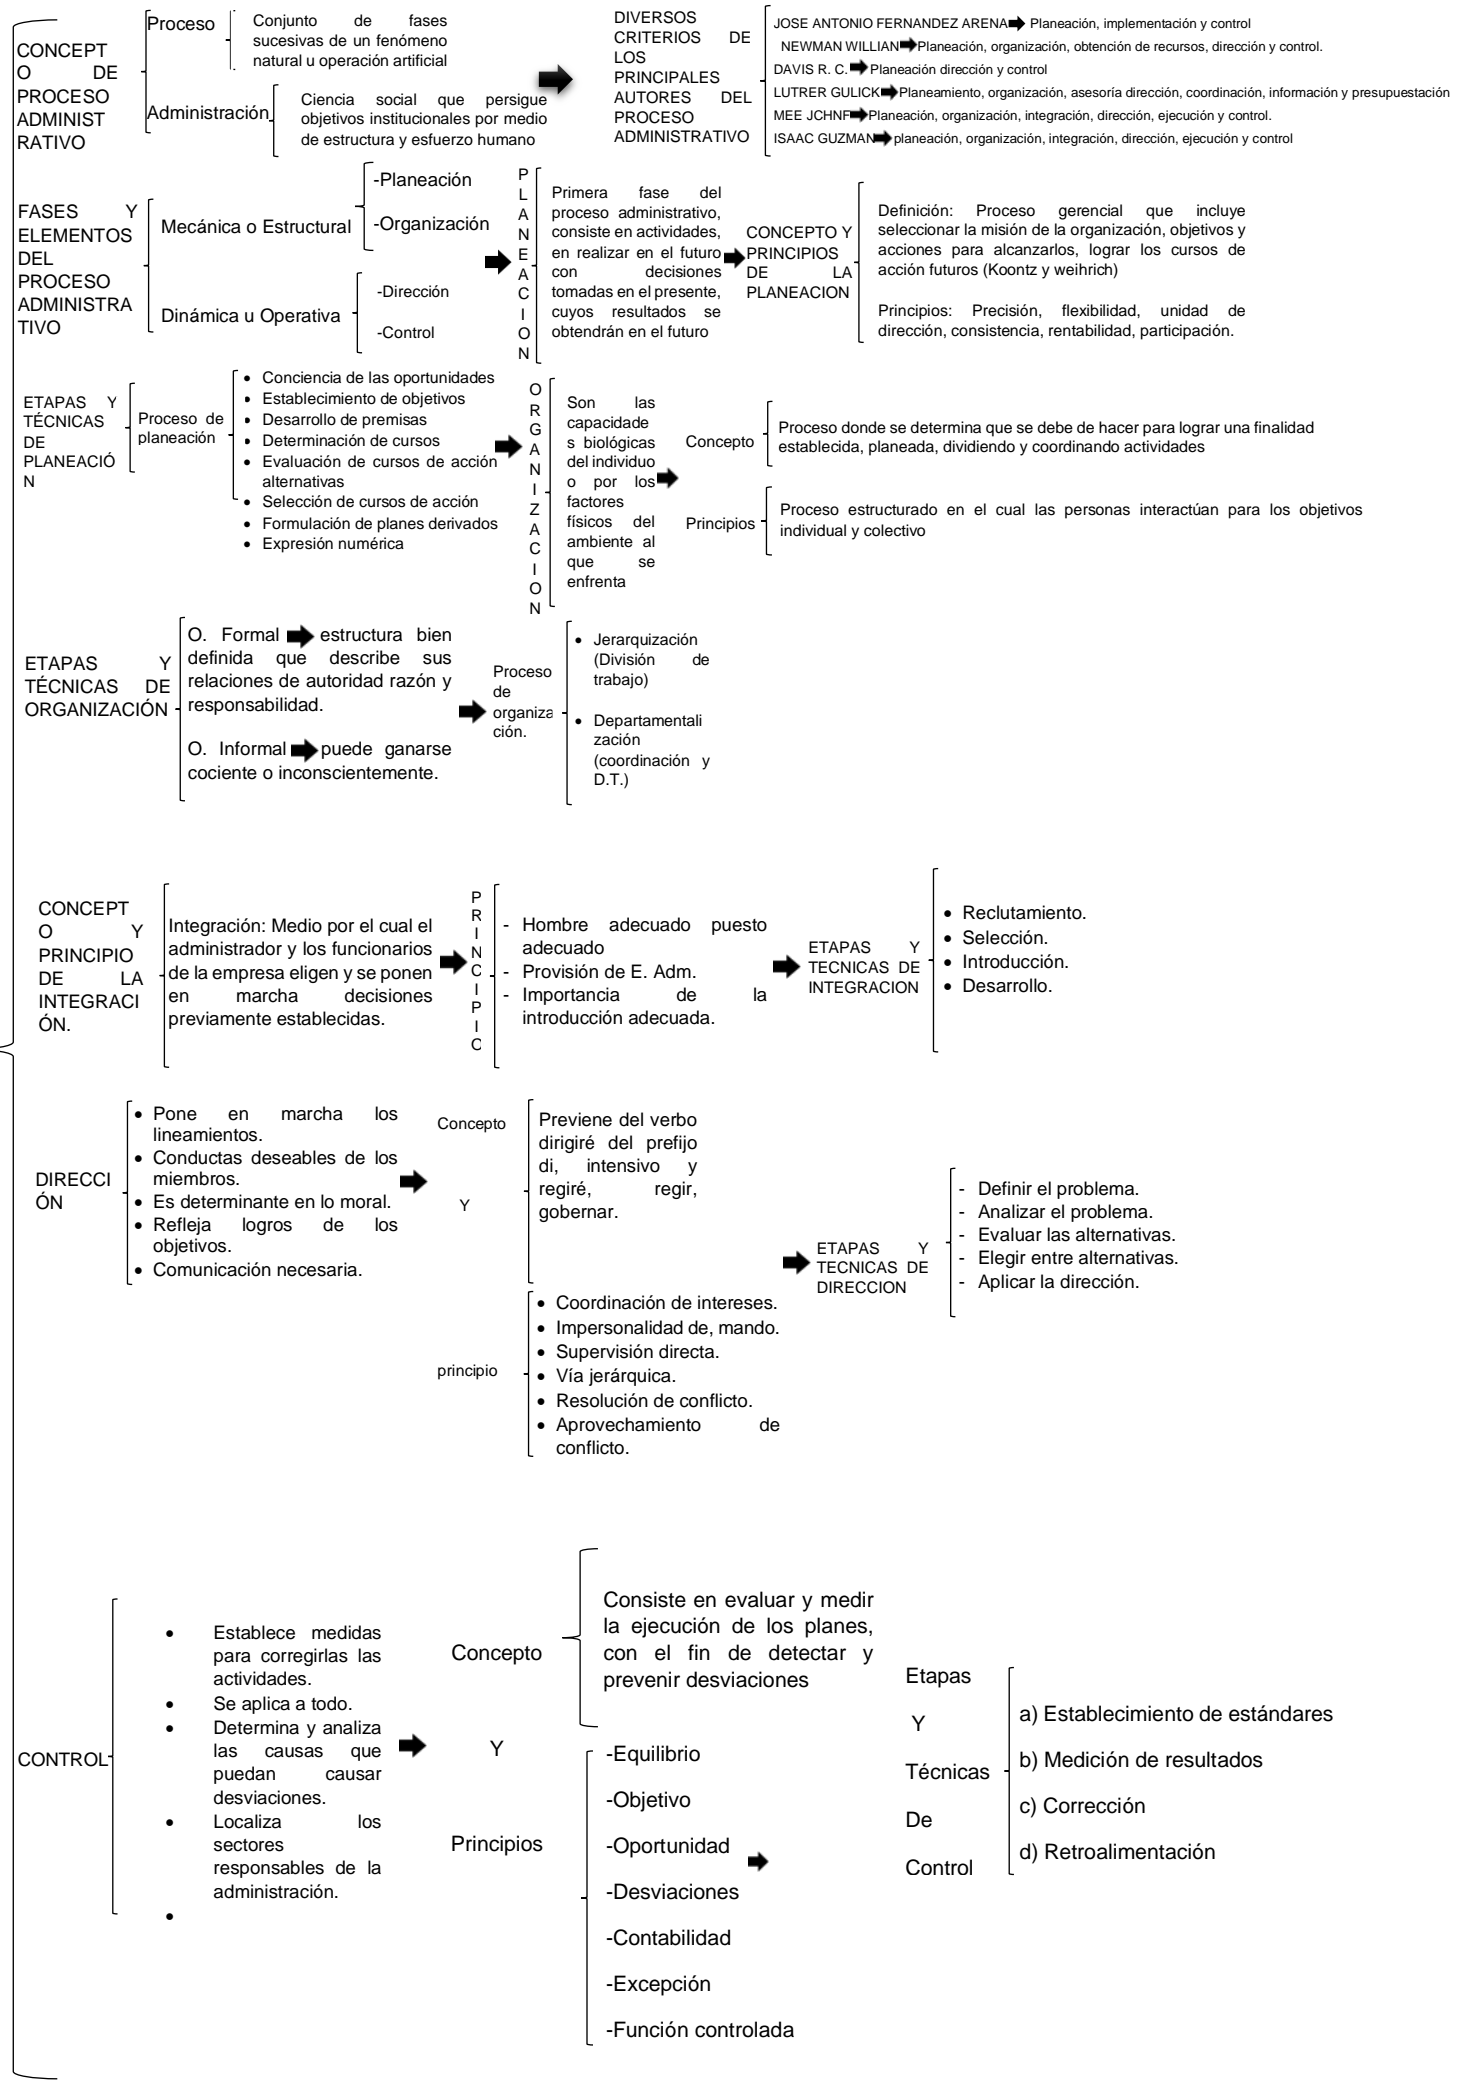 CONCEPT
O DE
PROCESO
ADMINIST
RATIVO
Proceso
Conjunto de fases
sucesivas de un fenómeno
natural u operación artificial
Administración
Ciencia social que persigue
objetivos institucionales por medio
de estructura y esfuerzo humano
DIVERSOS
CRITERIOS DE
LOS
PRINCIPALES
AUTORES DEL
PROCESO
ADMINISTRATIVO
JOSE ANTONIO FERNANDEZ ARENA Planeación, implementación y control
NEWMAN WILLIAN Planeación, organización, obtención de recursos, dirección y control.
DAVIS R. C. Planeación dirección y control
LUTRER GULICK Planeamiento, organización, asesoría dirección, coordinación, información y presupuestación
MEE JCHNF Planeación, organización, integración, dirección, ejecución y control.
ISAAC GUZMAN planeación, organización, integración, dirección, ejecución y control
FASES Y
ELEMENTOS
DEL
PROCESO
ADMINISTRA
TIVO
Mecánica o Estructural
-Planeación
-Organización
Dinámica u Operativa
-Dirección
-Control
P
L
A
N
E
A
C
I
O
N
Primera fase del
proceso administrativo,
consiste en actividades,
en realizar en el futuro
con decisiones
tomadas en el presente,
cuyos resultados se
obtendrán en el futuro
CONCEPTO Y
PRINCIPIOS
DE LA
PLANEACION
Definición: Proceso gerencial que incluye
seleccionar la misión de la organización, objetivos y
acciones para alcanzarlos, lograr los cursos de
acción futuros (Koontz y weihrich)
Principios: Precisión, flexibilidad, unidad de
dirección, consistencia, rentabilidad, participación.
ETAPAS Y
TÉCNICAS
DE
PLANEACIÓ
N
Proceso de
planeación
• Conciencia de las oportunidades
• Establecimiento de objetivos
• Desarrollo de premisas
• Determinación de cursos
• Evaluación de cursos de acción
alternativas
• Selección de cursos de acción
• Formulación de planes derivados
• Expresión numérica
O
R
G
A
N
I
Z
A
C
I
O
N
Son las
capacidade
s biológicas
del individuo
o por los
factores
físicos del
ambiente al
que se
enfrenta
Concepto
Proceso donde se determina que se debe de hacer para lograr una finalidad
establecida, planeada, dividiendo y coordinando actividades
Principios
Proceso estructurado en el cual las personas interactúan para los objetivos
individual y colectivo
ETAPAS Y
TÉCNICAS DE
ORGANIZACIÓN
O. Formal estructura bien
definida que describe sus
relaciones de autoridad razón y
responsabilidad.
O. Informal puede ganarse
cociente o inconscientemente.
Proceso
de
organiza
ción.
• Jerarquización
(División de
trabajo)
• Departamentali
zación
(coordinación y
D.T.)
CONCEPT
O Y
PRINCIPIO
DE LA
INTEGRACI
ÓN.
Integración: Medio por el cual el
administrador y los funcionarios
de la empresa eligen y se ponen
en marcha decisiones
previamente establecidas.
P
R
I
N
C
I
P
I
O
- Hombre adecuado puesto
adecuado
- Provisión de E. Adm.
- Importancia de la
introducción adecuada.
ETAPAS Y
TECNICAS DE
INTEGRACION
• Reclutamiento.
• Selección.
• Introducción.
• Desarrollo.
DIRECCI
ÓN
• Pone en marcha los
lineamientos.
• Conductas deseables de los
miembros.
• Es determinante en lo moral.
• Refleja logros de los
objetivos.
• Comunicación necesaria.
Concepto
Y
principio
Previene del verbo
dirigiré del prefijo
di, intensivo y
regiré, regir,
gobernar.
• Coordinación de intereses.
• Impersonalidad de, mando.
• Supervisión directa.
• Vía jerárquica.
• Resolución de conflicto.
• Aprovechamiento de
conflicto.
ETAPAS Y
TECNICAS DE
DIRECCION
- Definir el problema.
- Analizar el problema.
- Evaluar las alternativas.
- Elegir entre alternativas.
- Aplicar la dirección.
CONTROL
• Establece medidas
para corregirlas las
actividades.
• Se aplica a todo.
• Determina y analiza
las causas que
puedan causar
desviaciones.
• Localiza los
sectores
responsables de la
administración.
•
Concepto
Y
Principios
Consiste en evaluar y medir
la ejecución de los planes,
con el fin de detectar y
prevenir desviaciones
-Equilibrio
-Objetivo
-Oportunidad
-Desviaciones
-Contabilidad
-Excepción
-Función controlada
Etapas
Y
Técnicas
De
Control
a) Establecimiento de estándares
b) Medición de resultados
c) Corrección
d) Retroalimentación